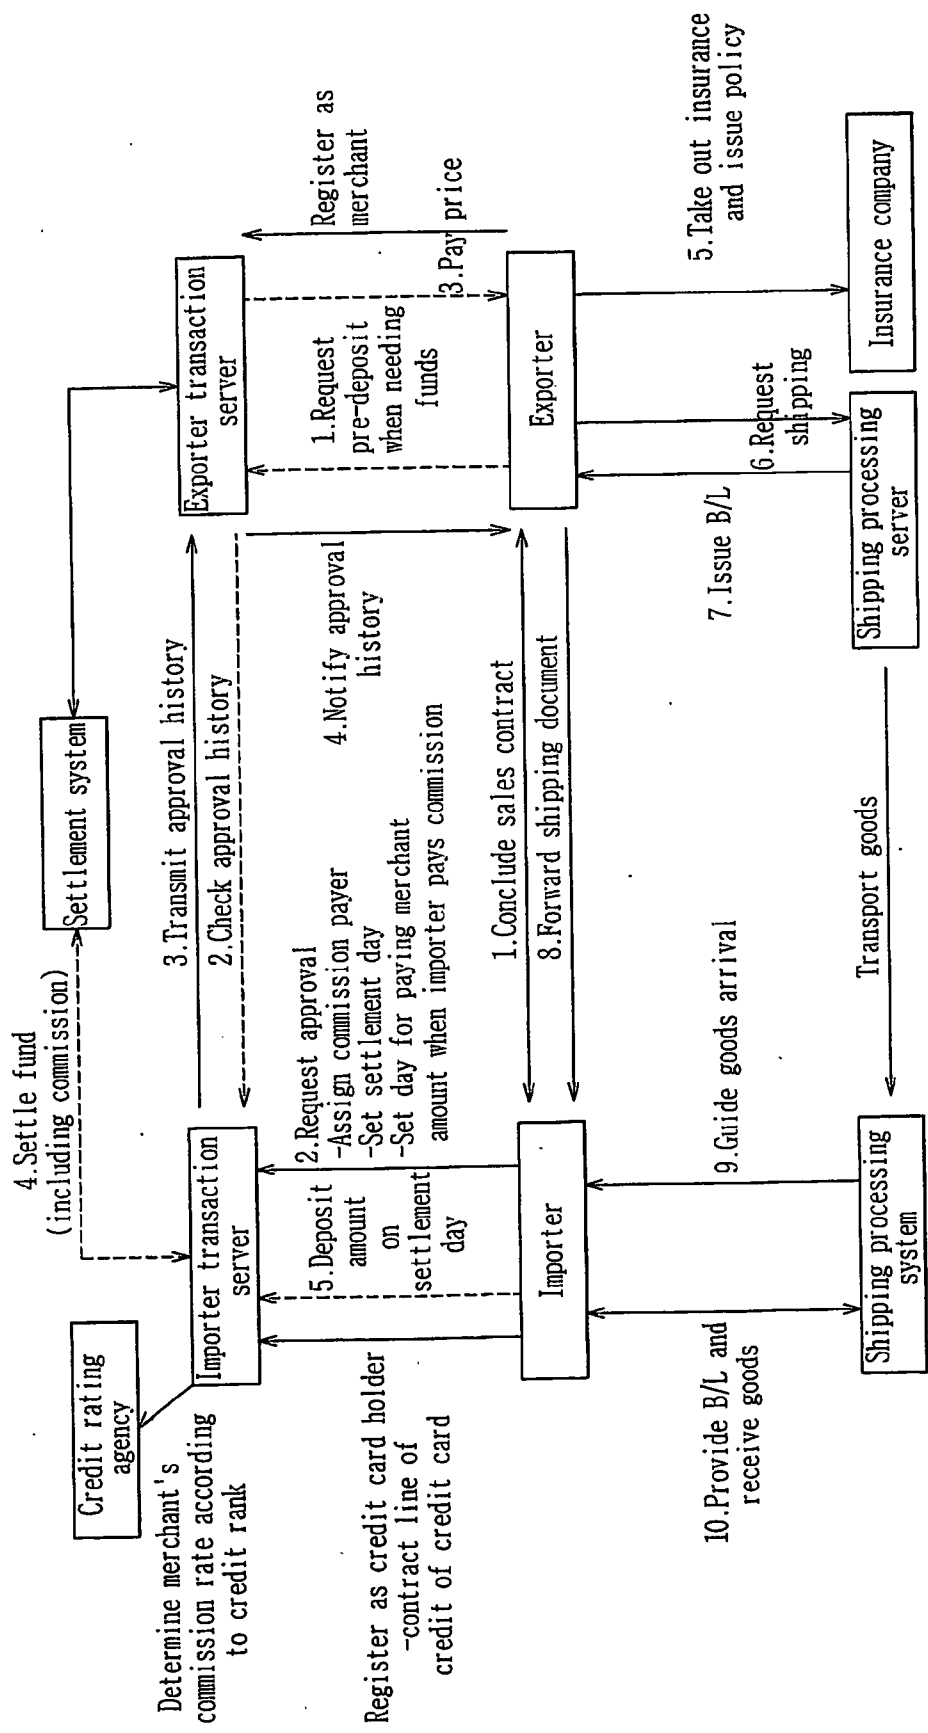 4.Settle fund
(including commission)
Settlement system
Credit rating
agency
Determine merchant's
commission rate according
to credit rank
Importer transaction
server
3.Transmit approval history
2.Check approval history
Exporter transaction
server
Register as credit card holder
-contract line of
credit of credit card
5.Deposit
amount
on
settlement
day
2.Request approval
-Assign commission payer
-Set settlement day
-Set day for paying merchant
amount when importer pays commission
4.Notify approval
history
1.Request
pre-deposit
when needing
funds
3.Pay price
Register as
merchant
Importer
1.Conclude sales contract
8.Forward shipping document
Exporter
10.Provide B/L and
receive goods
9.Guide goods arrival
7.Issue B/L
6.Request
shipping
5.Take out insurance
and issue policy
Shipping processing
system
Transport goods
Shipping processing
server
Insurance company